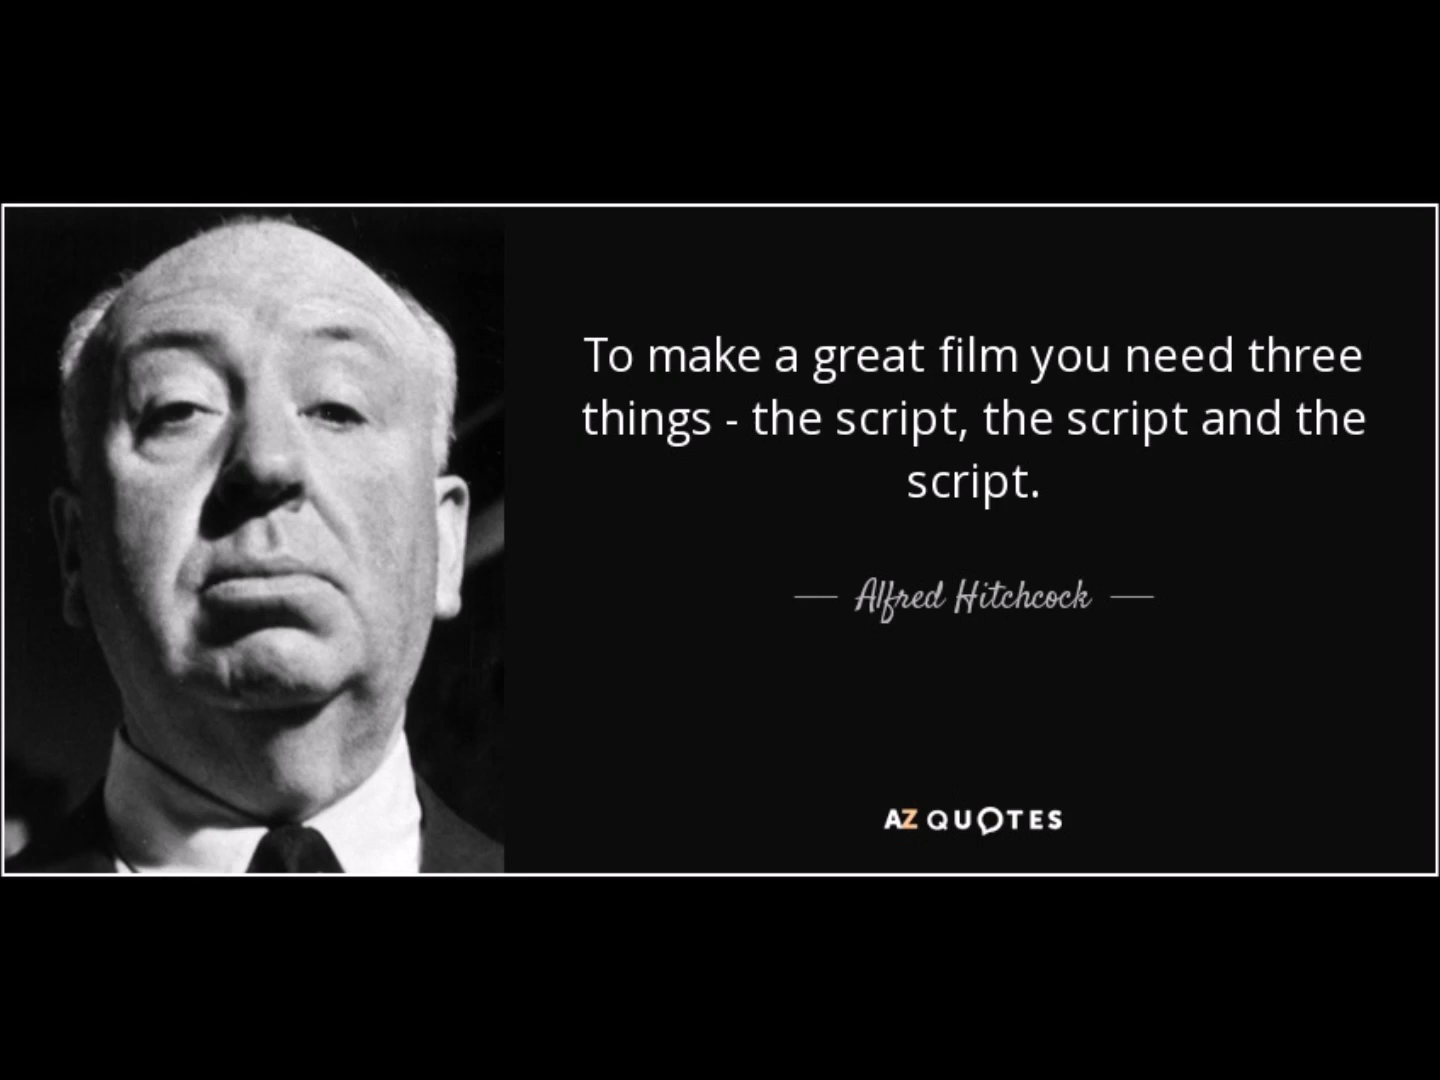 To make a great film you need three
things - the script, the script and the
script.
Alfred Hitchcock
AZ QUOTES